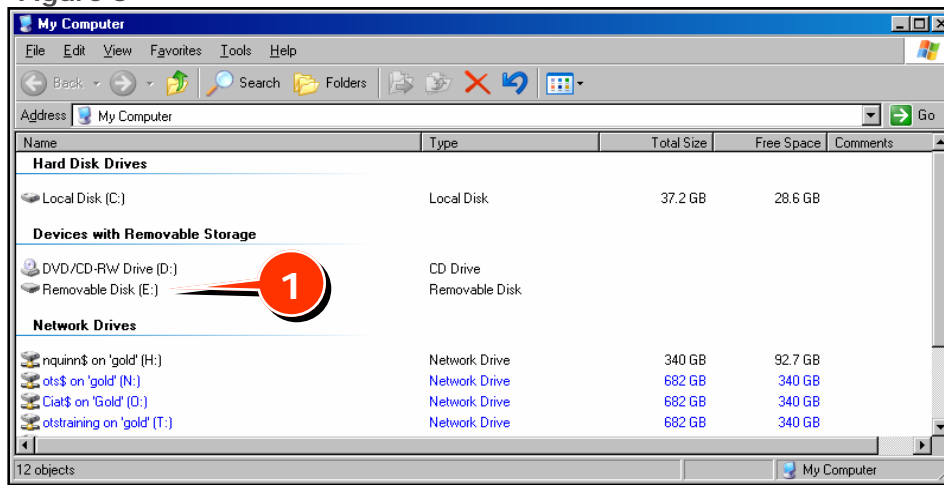 My Computer
File Edit View Favorites Tools Help
Back Search Folders
Address My Computer Go
Name Type Total Size Free Space Comments
Hard Disk Drives
Local Disk (C:) Local Disk 37.2 GB 28.6 GB
Devices with Removable Storage
DVD/CD-RW Drive (D:) CD Drive
Removable Disk (E:) 1 Removable Disk
Network Drives
nquinn$ on 'gold' (H:) Network Drive 340 GB 92.7 GB
ots$ on 'gold' (N:) Network Drive 682 GB 340 GB
Ciat$ on 'Gold' (O:) Network Drive 682 GB 340 GB
otstraining on 'gold' (T:) Network Drive 682 GB 340 GB
12 objects My Computer